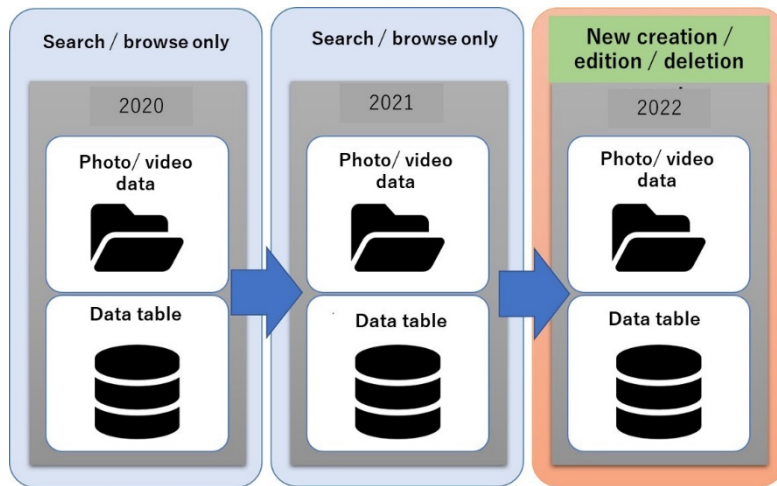 Search / browse only
2020
Photo/ video
data
Data table
Search / browse only
2021
Photo/ video
data
Data table
New creation /
edition / deletion
2022
Photo/ video
data
Data table